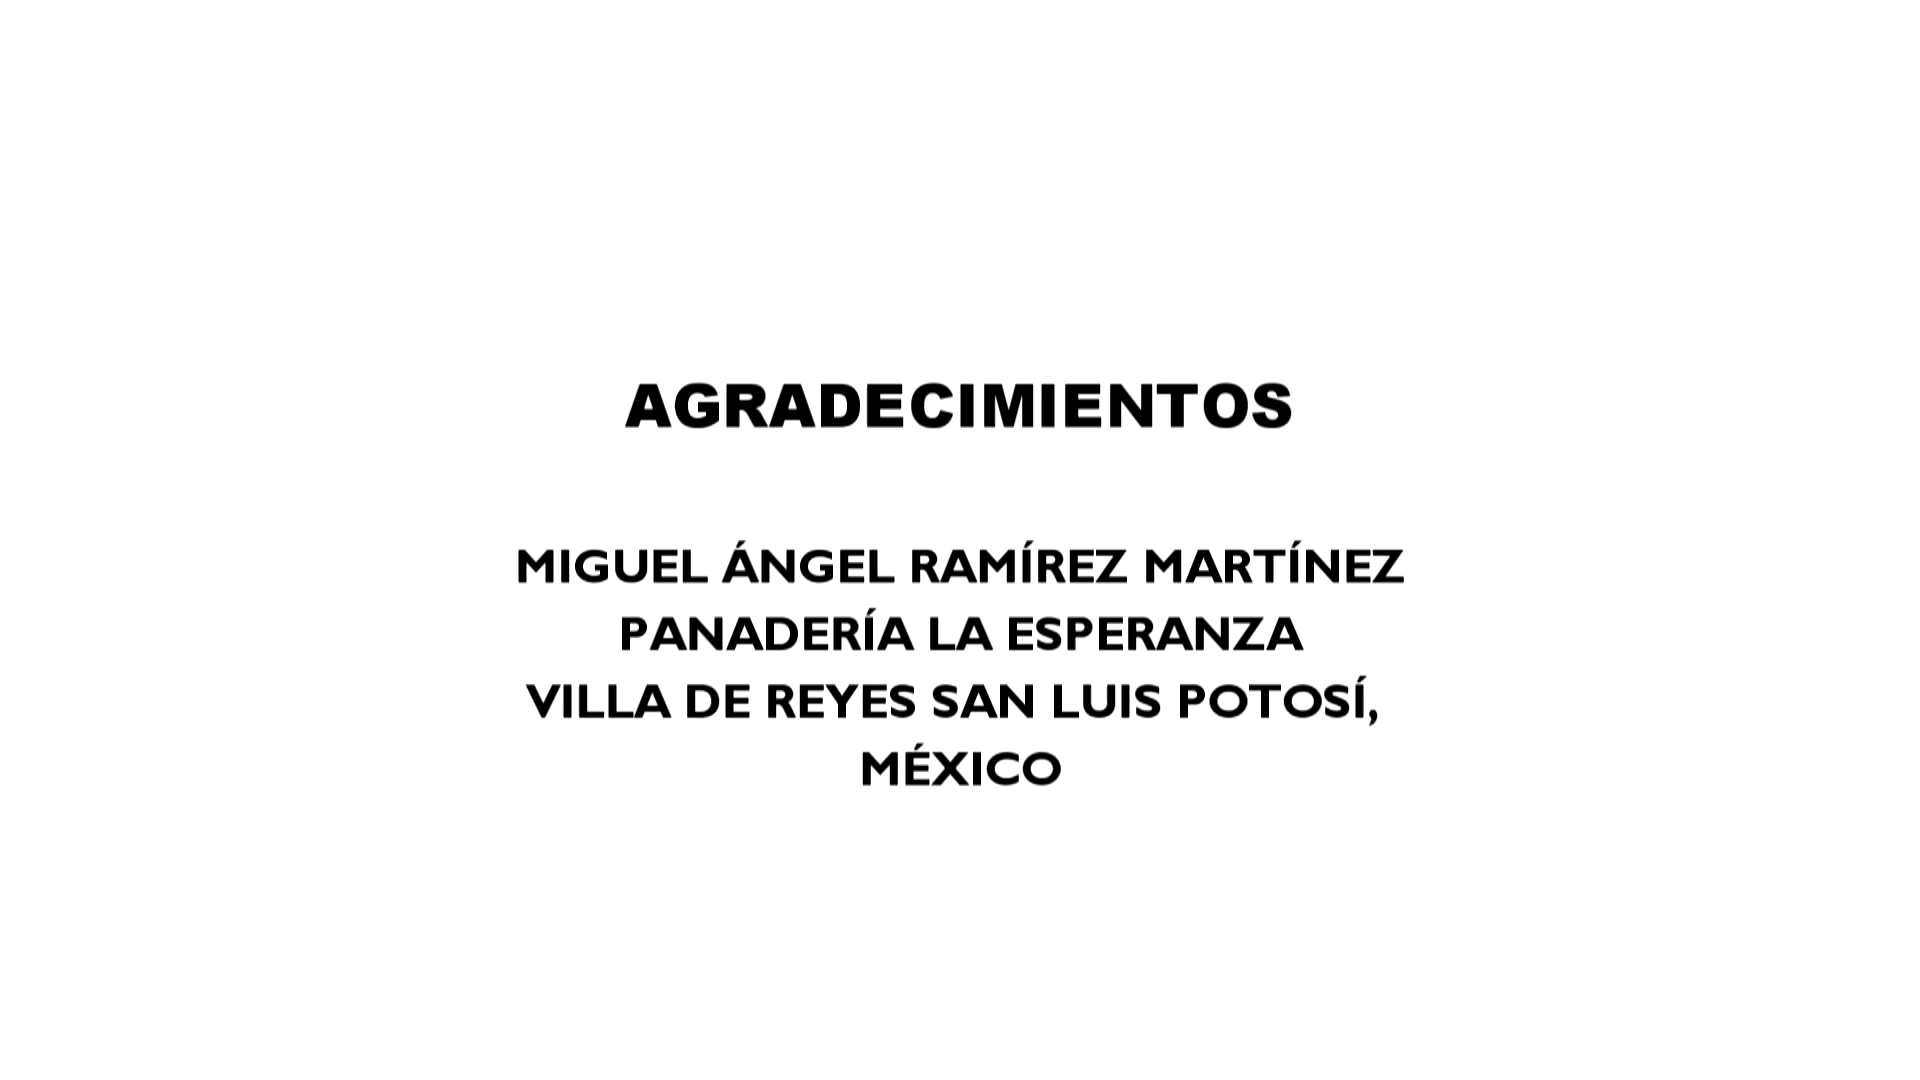 AGRADECIMIENTOS
MIGUEL ÁNGEL RAMÍREZ MARTÍNEZ
PANADERÍA LA ESPERANZA
VILLA DE REYES SAN LUIS POTOSÍ,
MÉXICO